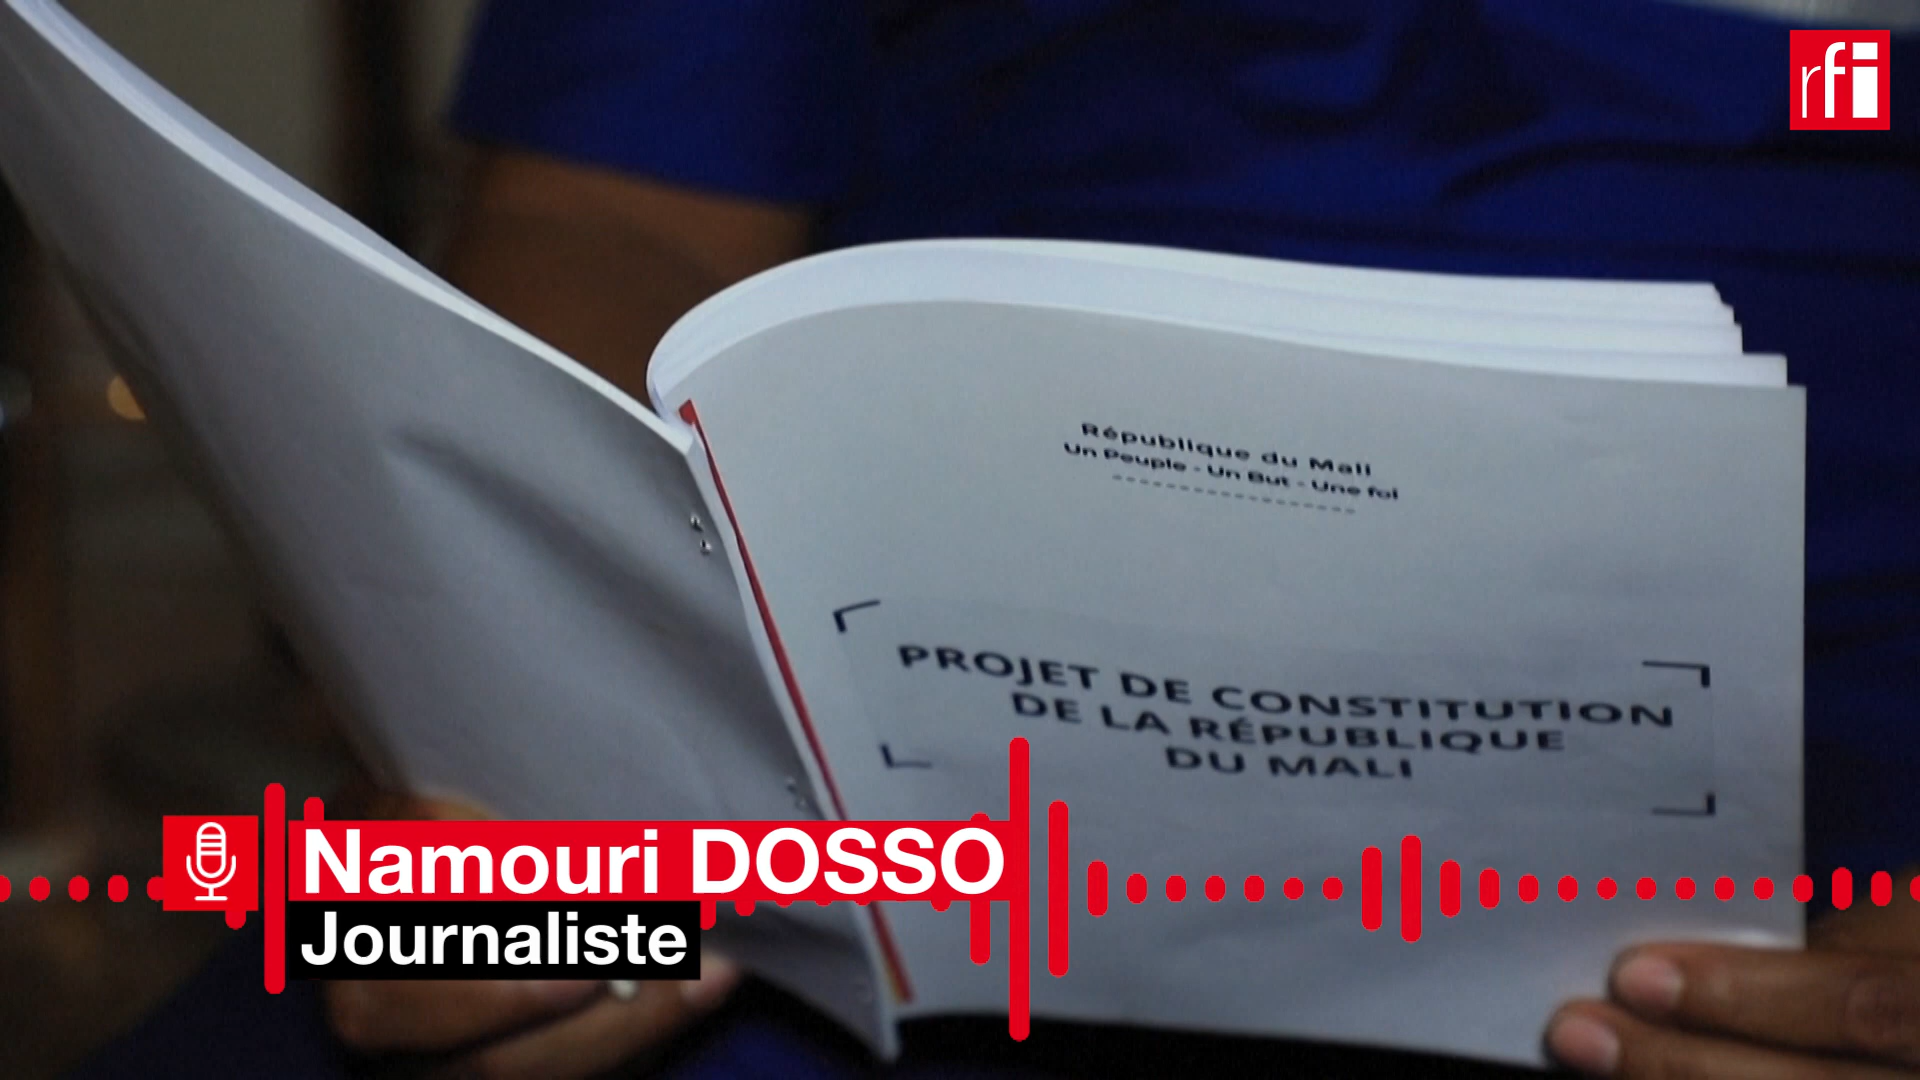 rfi
République du Mali
Un Peuple - Un But - Une foi
PROJET DE CONSTITUTION
DE LA RÉPUBLIQUE
DU MALI
Namouri DOSSO
Journaliste